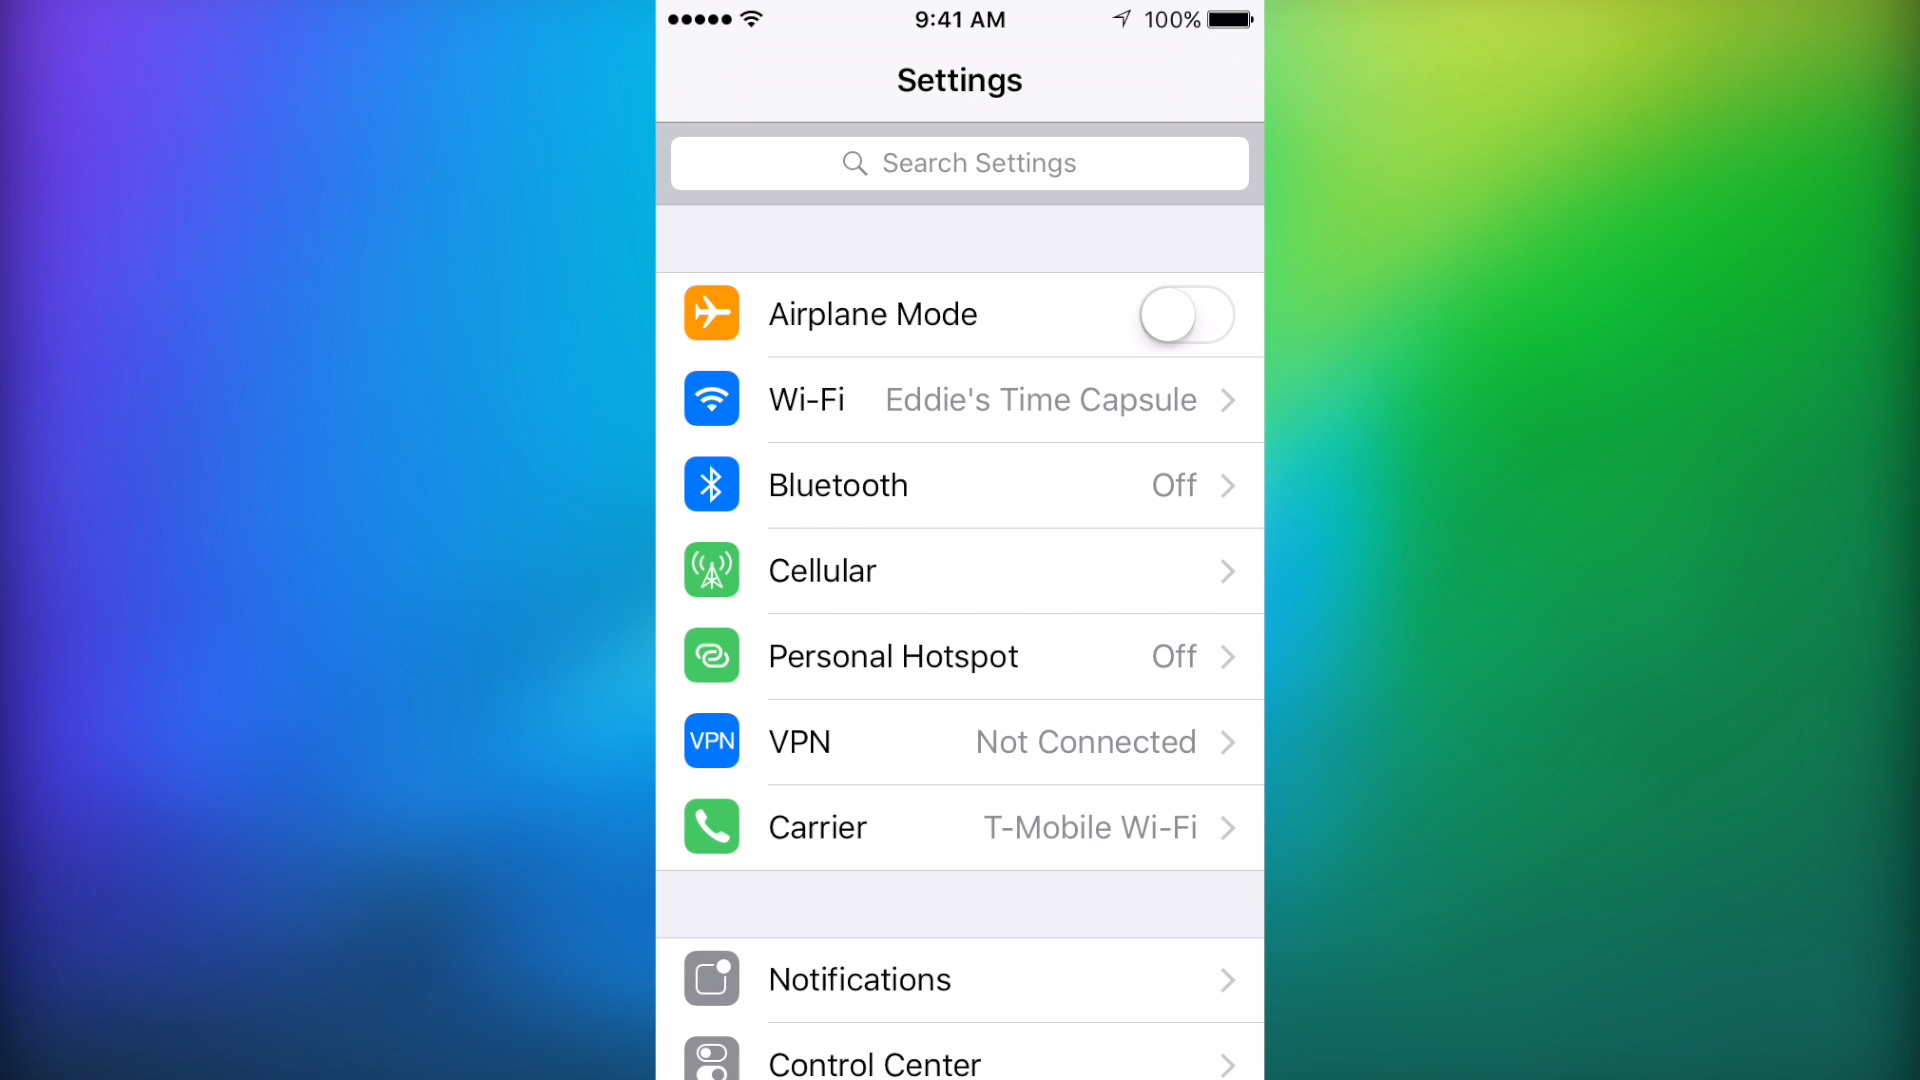 9:41 AM 100%
Settings
Search Settings
Airplane Mode
Wi-Fi Eddie's Time Capsule
Bluetooth Off
Cellular
Personal Hotspot Off
VPN VPN Not Connected
Carrier T-Mobile Wi-Fi
Notifications
Control Center